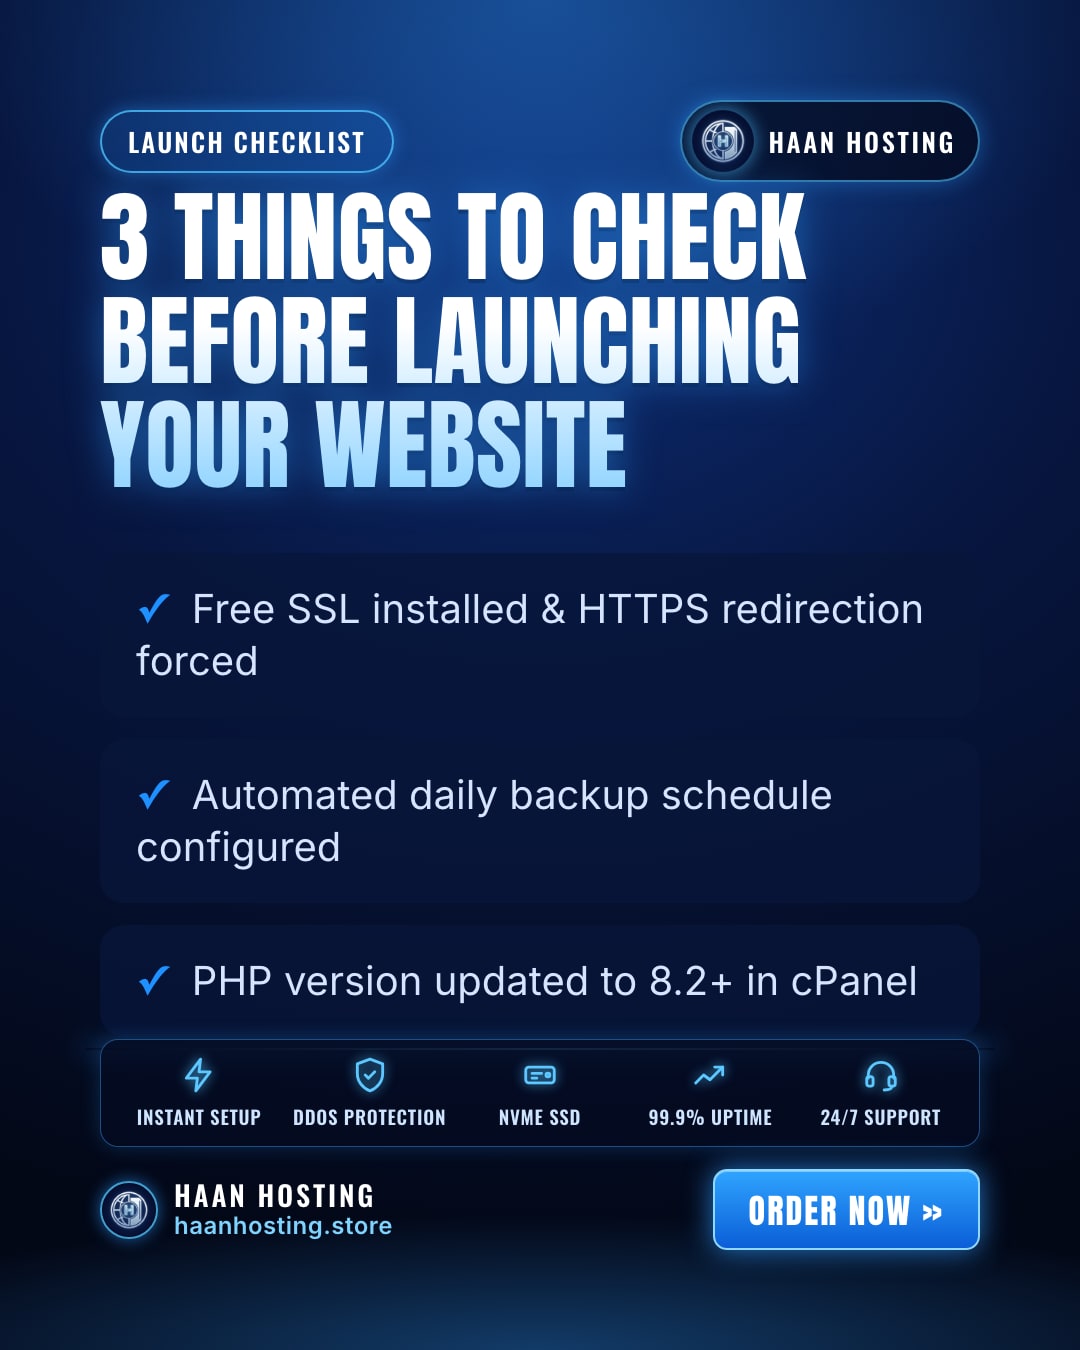 LAUNCH CHECKLIST
HAAN HOSTING
3 THINGS TO CHECK
BEFORE LAUNCHING
YOUR WEBSITE
✓ Free SSL installed & HTTPS redirection
forced
✓ Automated daily backup schedule
configured
✓ PHP version updated to 8.2+ in cPanel
INSTANT SETUP
DDOS PROTECTION
NVME SSD
99.9% UPTIME
24/7 SUPPORT
HAAN HOSTING
haanhosting.store
ORDER NOW »